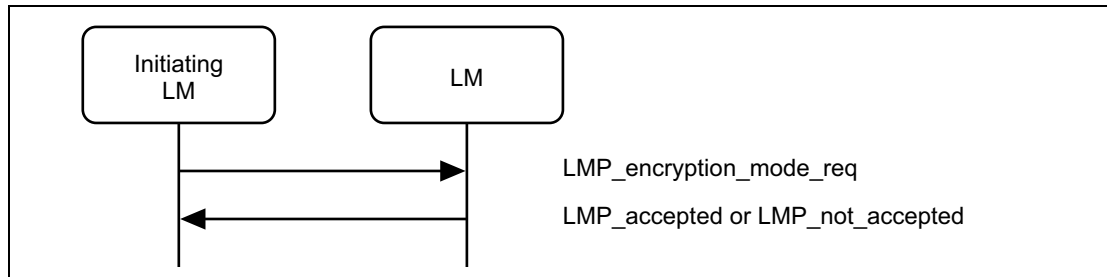 Initiating
LM
LM
LMP_encryption_mode_req
LMP_accepted or LMP_not_accepted